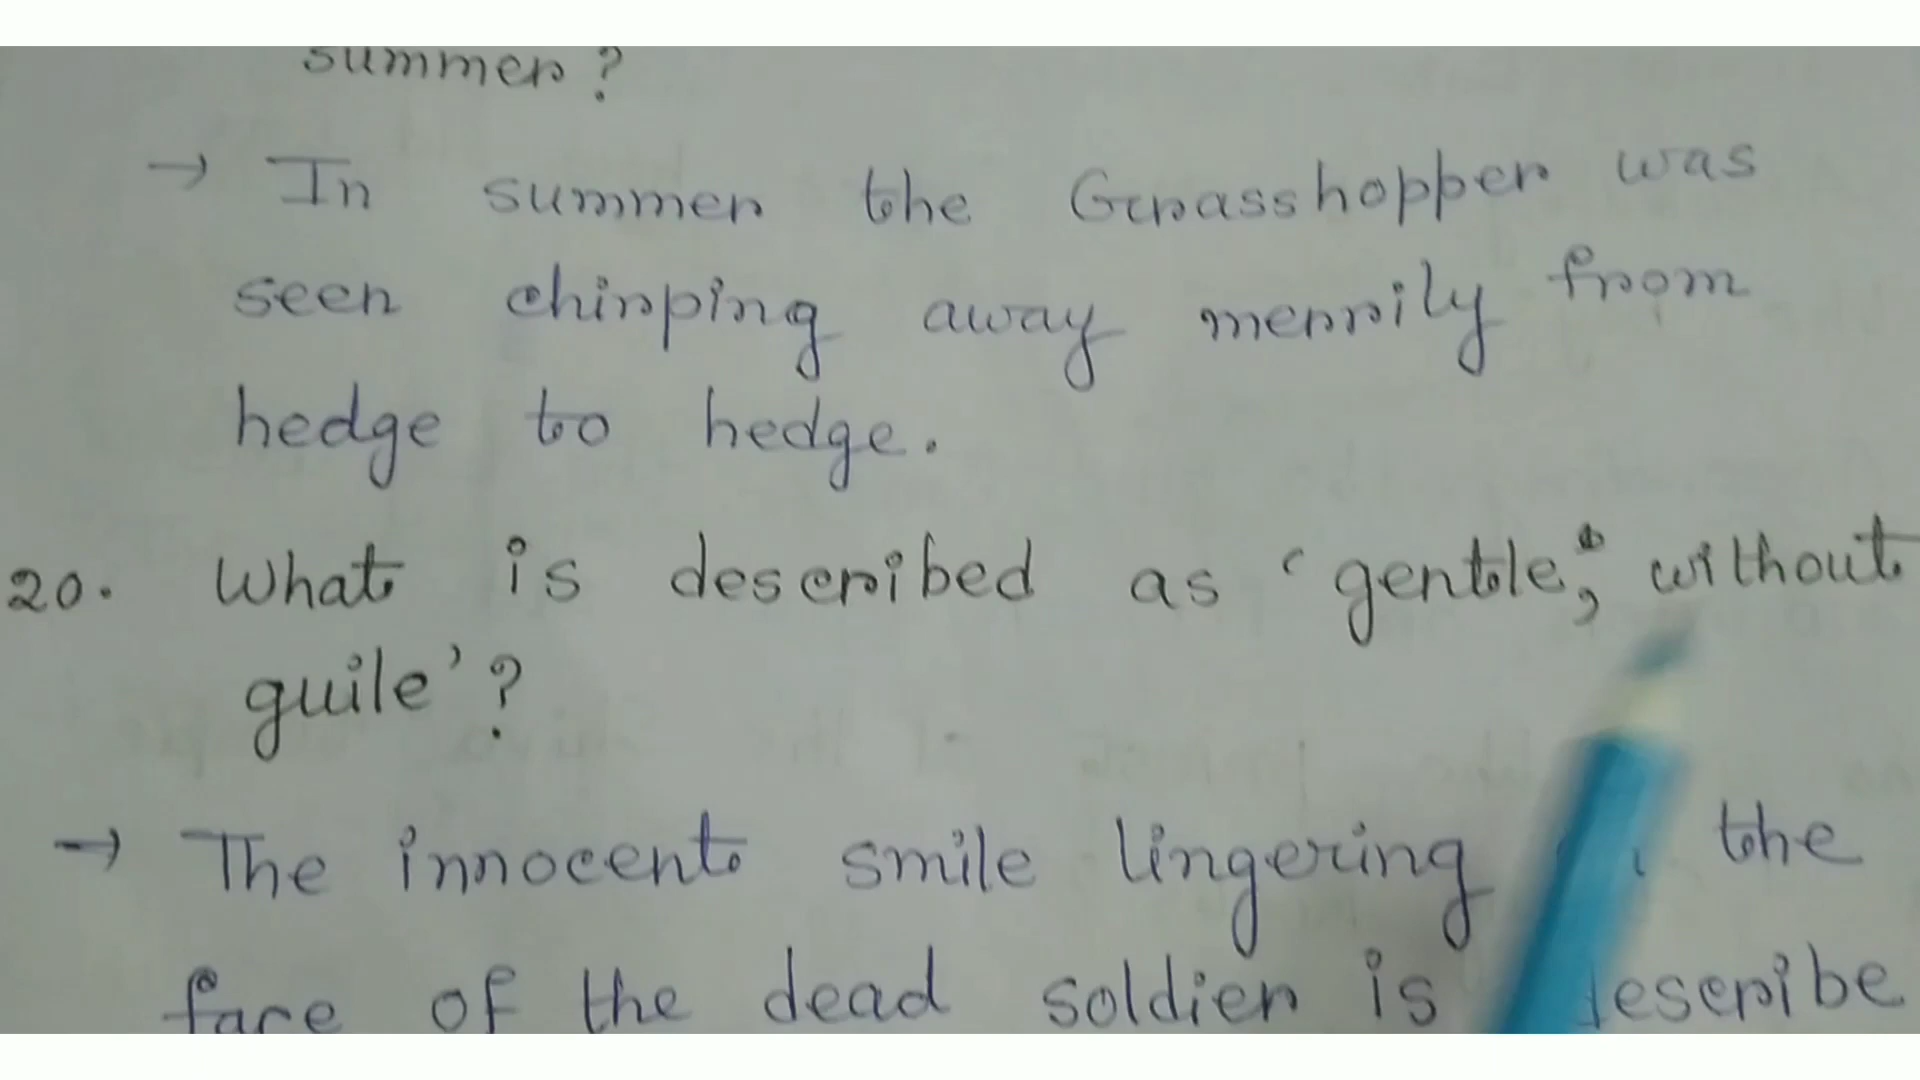 summer?
→ In summer the Grasshopper was
seen chirping away merrily from
hedge to hedge.
20. What is described as 'gentle, without
guile'?
→ The innocent smile lingering the
face of the dead soldier is describe